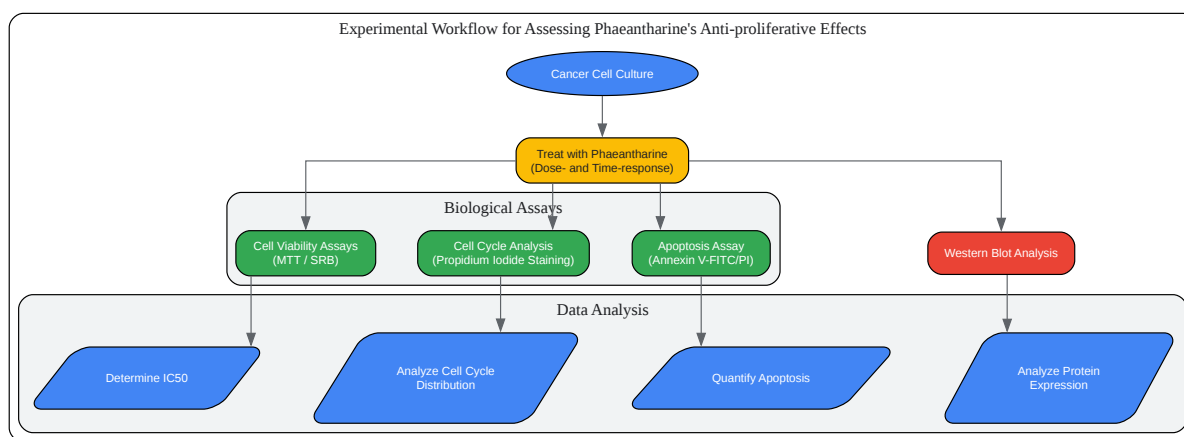 Experimental Workflow for Assessing Phaeantharine's Anti-proliferative Effects
Cancer Cell Culture
Treat with Phaeantharine
(Dose- and Time-response)
Biological Assays
Cell Viability Assays
(MTT / SRB)
Cell Cycle Analysis
(Propidium Iodide Staining)
Apoptosis Assay
(Annexin V-FITC/PI)
Western Blot Analysis
Data Analysis
Determine IC50
Analyze Cell Cycle
Distribution
Quantify Apoptosis
Analyze Protein
Expression